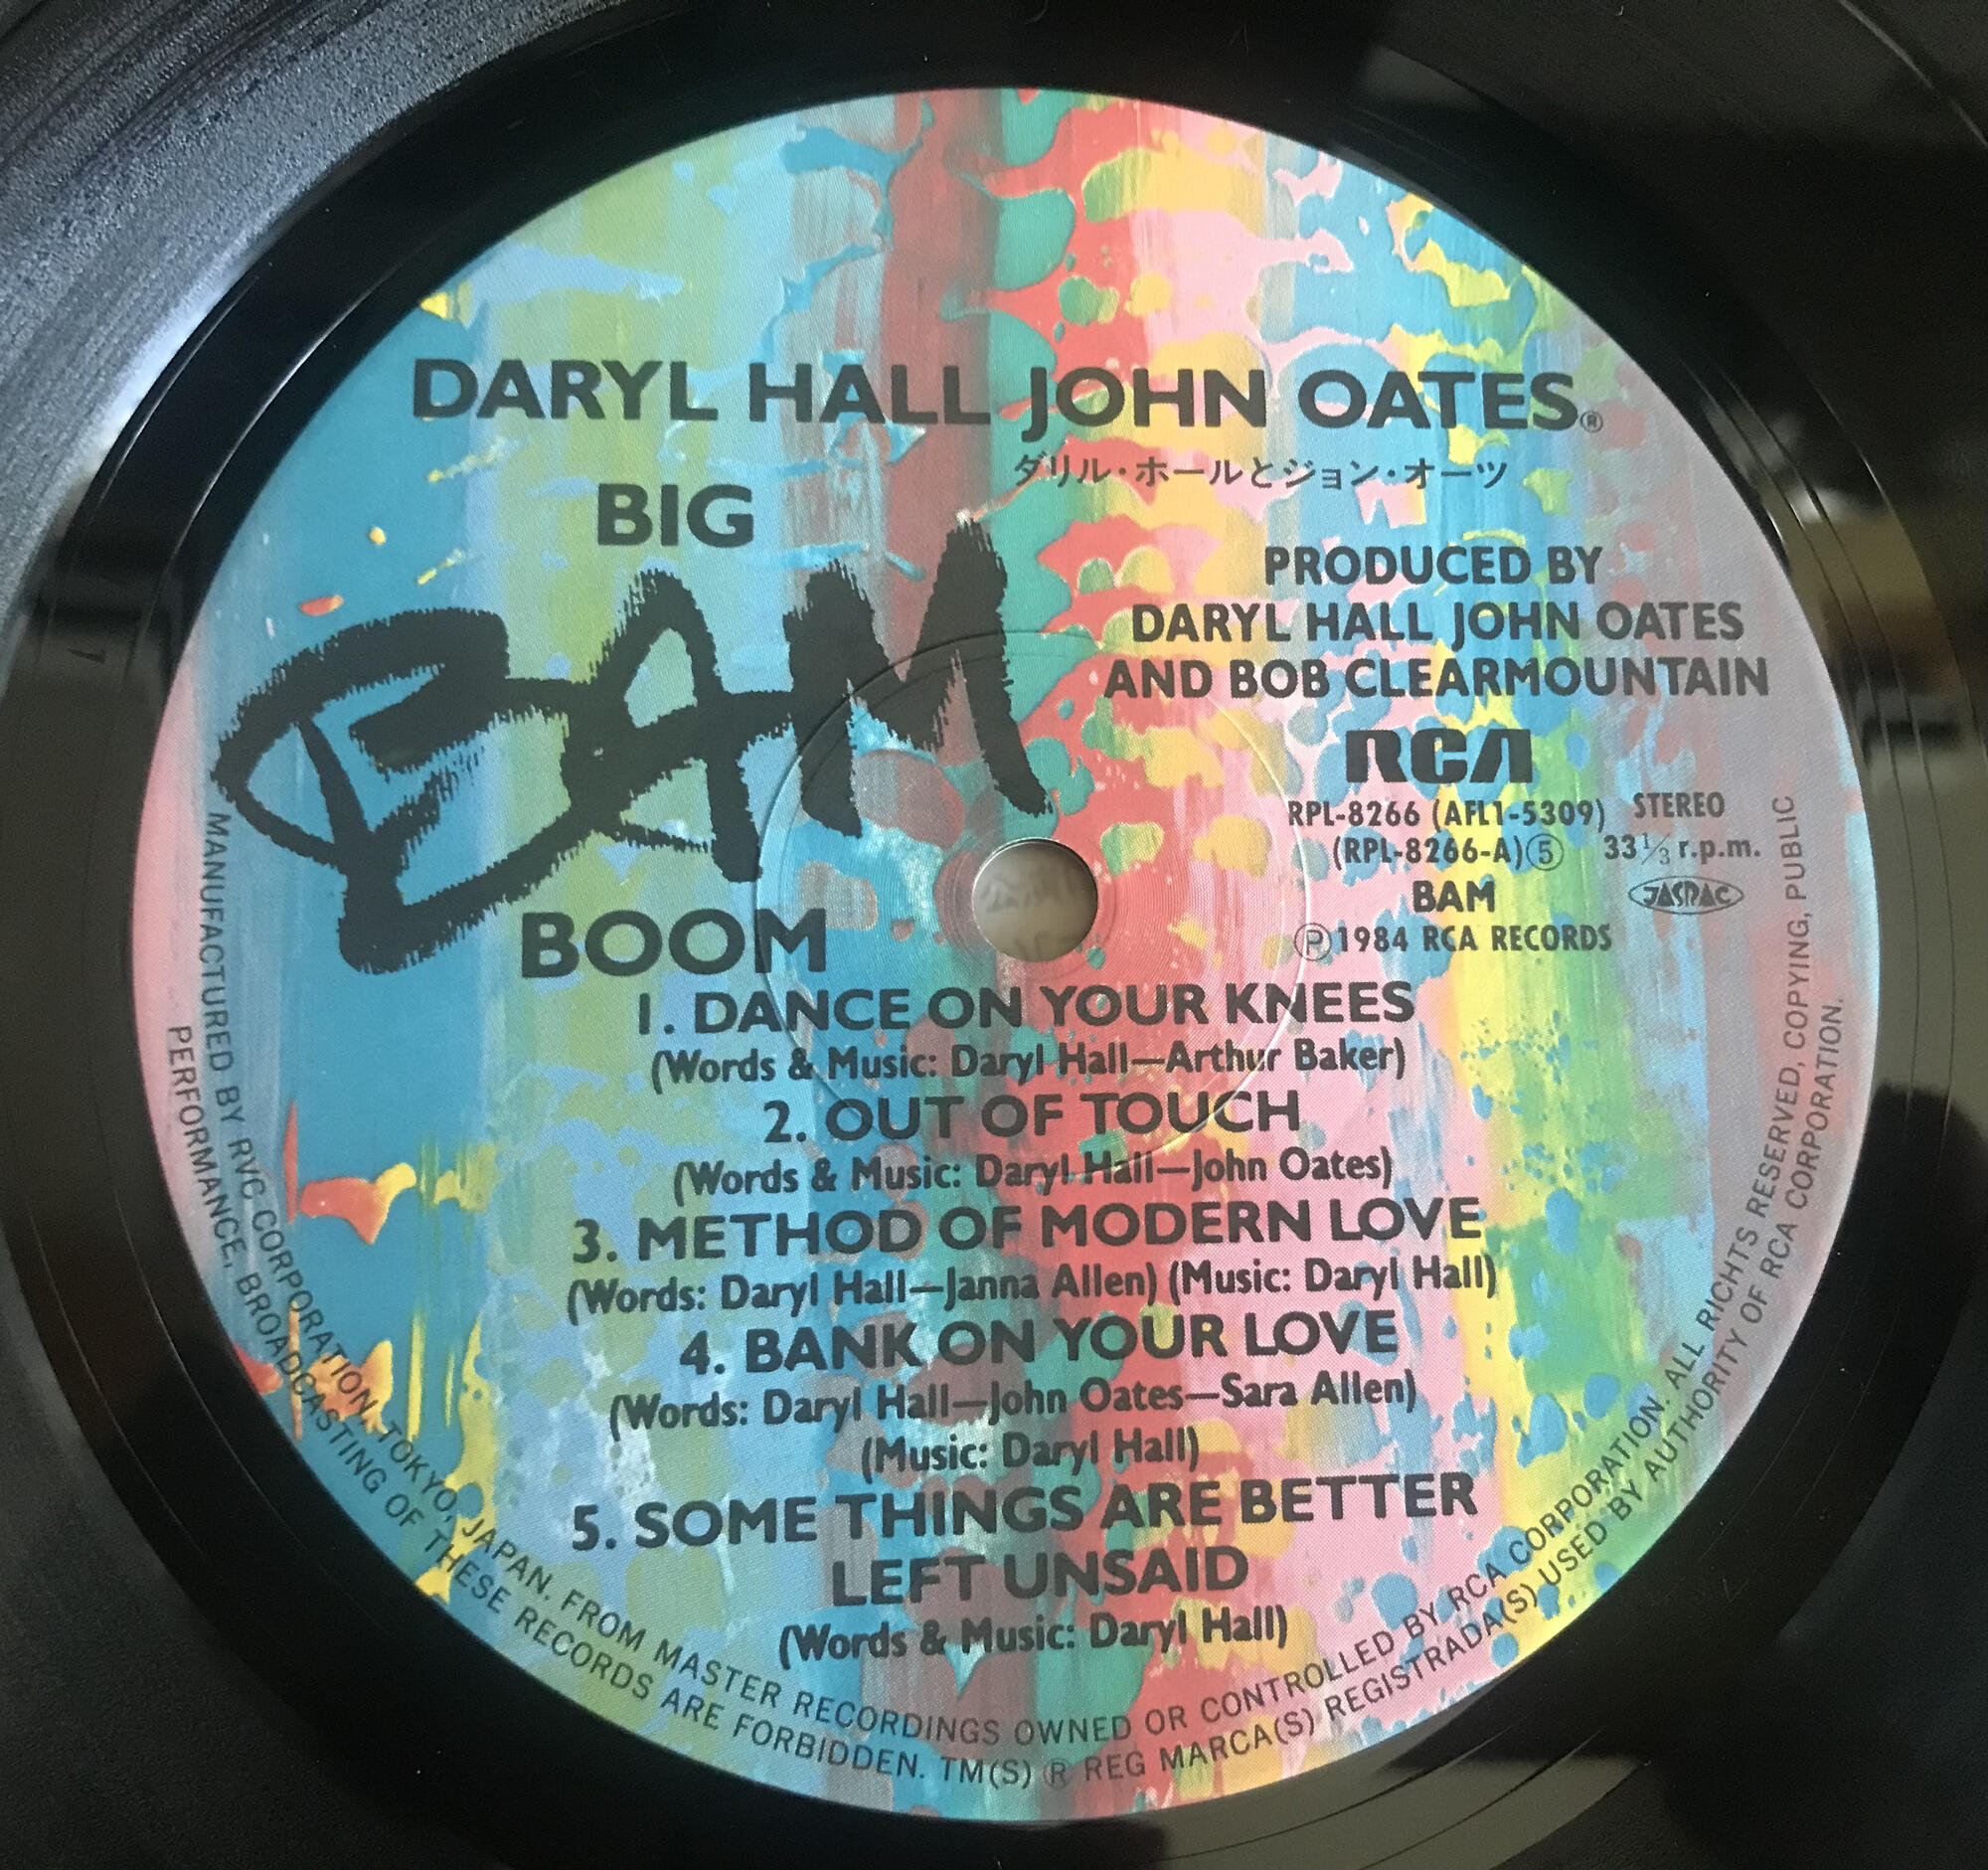 DARYL HALL JOHN OATES®
ダリル・ホールとジョン・オーツ
BIG
BAM
BOOM
PRODUCED BY
DARYL HALL JOHN OATES
AND BOB CLEARMOUNTAIN
RCA
RPL-8266 (AFL1-5309) STEREO
(RPL-8266-A)⑤ 33⅓ r.p.m.
BAM JASRAC
Ⓟ1984 RCA RECORDS
1. DANCE ON YOUR KNEES
(Words & Music: Daryl Hall—Arthur Baker)
2. OUT OF TOUCH
(Words & Music: Daryl Hall—John Oates)
3. METHOD OF MODERN LOVE
(Words: Daryl Hall—Janna Allen) (Music: Daryl Hall)
4. BANK ON YOUR LOVE
(Words: Daryl Hall—John Oates—Sara Allen)
(Music: Daryl Hall)
5. SOME THINGS ARE BETTER
LEFT UNSAID
(Words & Music: Daryl Hall)
MANUFACTURED BY RVC CORPORATION, TOKYO, JAPAN. FROM MASTER RECORDINGS OWNED OR CONTROLLED BY RCA CORPORATION. ALL RIGHTS RESERVED, COPYING, PUBLIC
PERFORMANCE, BROADCASTING OF THESE RECORDS ARE FORBIDDEN. TM(S) ® REG MARCA(S) REGISTRADA(S) USED BY AUTHORITY OF RCA CORPORATION.